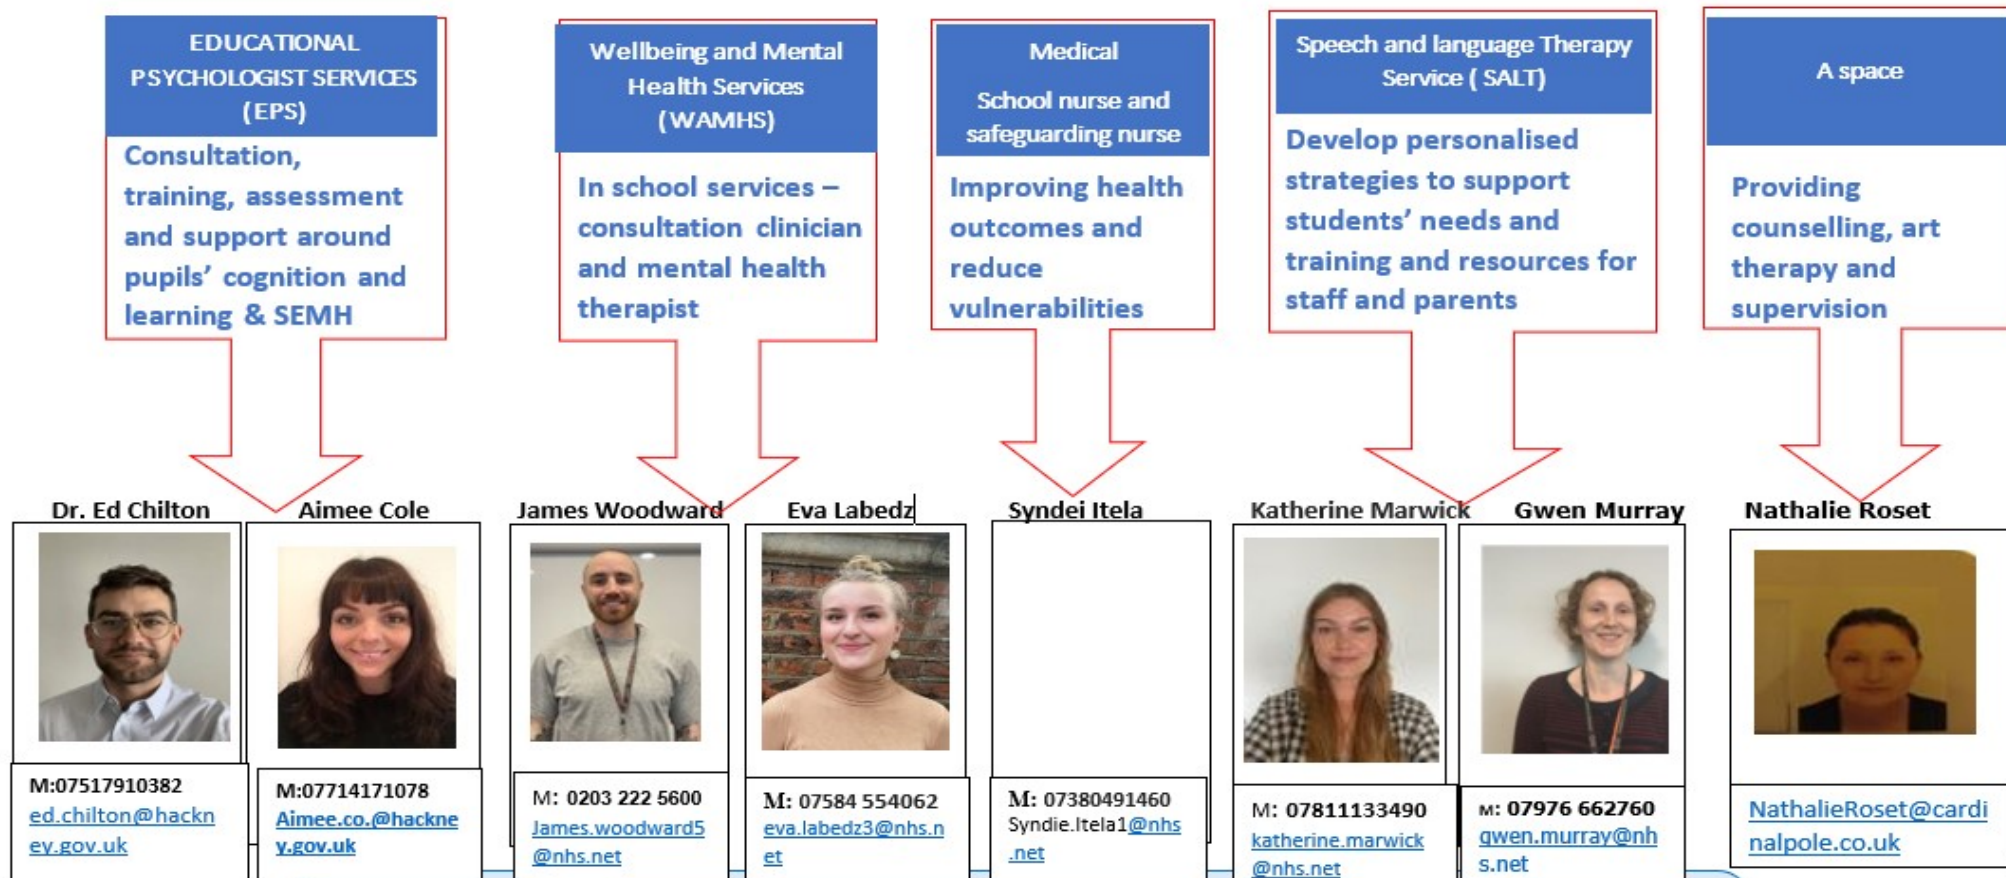 EDUCATIONAL
PSYCHOLOGIST SERVICES
(EPS)
Consultation,
training, assessment
and support around
pupils’ cognition and
learning & SEMH
Wellbeing and Mental
Health Services
(WAMHS)
In school services –
consultation clinician
and mental health
therapist
Medical
School nurse and
safeguarding nurse
Improving health
outcomes and
reduce
vulnerabilities
Speech and language Therapy
Service ( SALT)
Develop personalised
strategies to support
students’ needs and
training and resources for
staff and parents
A space
Providing
counselling, art
therapy and
supervision
Dr. Ed Chilton
M:07517910382
ed.chilton@hackn
ey.gov.uk
Aimee Cole
M:07714171078
Aimee.co.@hackne
y.gov.uk
James Woodward
M: 0203 222 5600
James.woodward5
@nhs.net
Eva Labedz
M: 07584 554062
eva.labedz3@nhs.n
et
Syndei Itela
M: 07380491460
Syndie.Itela1@nhs
.net
Katherine Marwick
M: 07811133490
katherine.marwick
@nhs.net
Gwen Murray
M: 07976 662760
gwen.murray@nh
s.net
Nathalie Roset
NathalieRoset@cardi
nalpole.co.uk